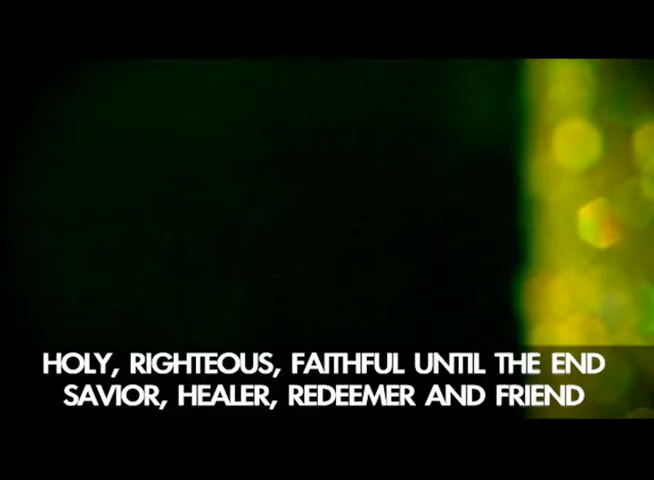 HOLY, RIGHTEOUS, FAITHFUL UNTIL THE END
SAVIOR, HEALER, REDEEMER AND FRIEND